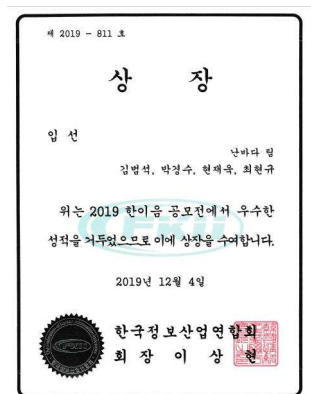 제 2019 - 811 호
상 장
입 선
난바다 팀
김범석, 박경수, 현재욱, 최현규
위는 2019 한이음 공모전에서 우수한
성적을 거두었으므로 이에 상장을 수여합니다.
2019년 12월 4일
한국정보산업연합회
회 장 이 상 현